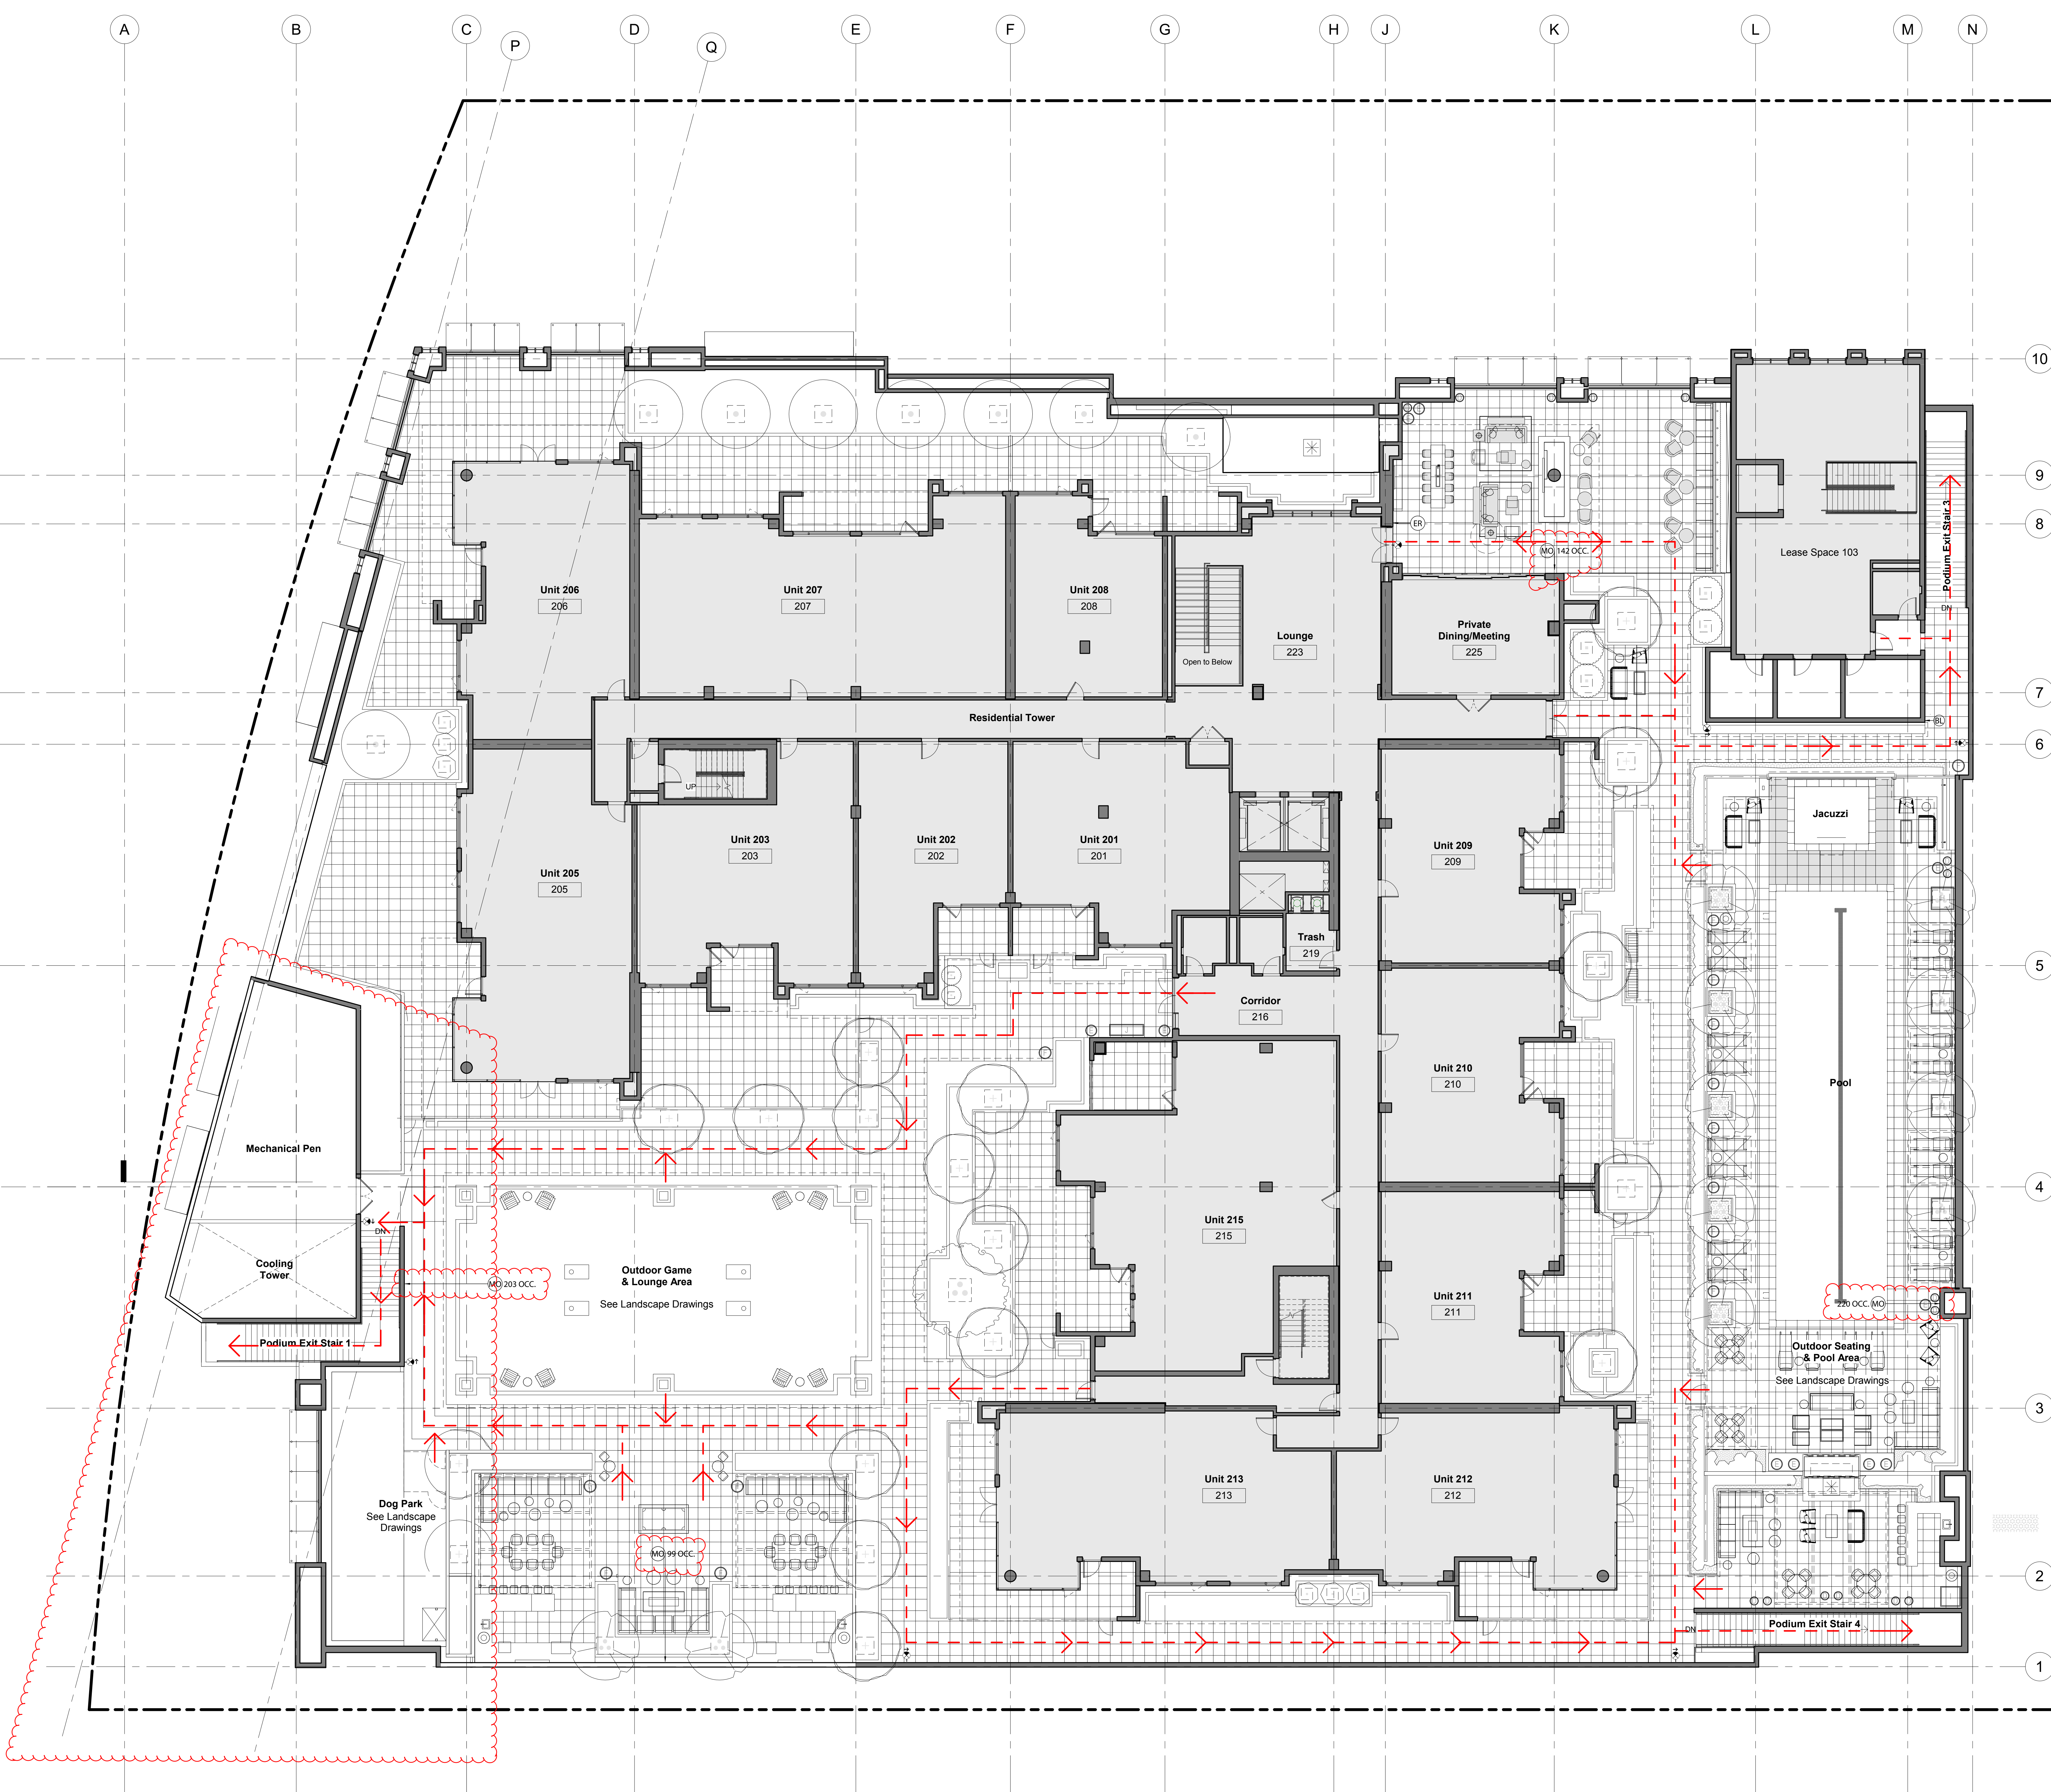 A
B
C
P
D
Q
E
F
G
H
J
K
L
M
N
10
9
8
7
6
5
4
3
2
1
ER
MO 142 OCC.
Lease Space 103
Podium Exit Stair 3
DN
BL
Unit 206
206
Unit 207
207
Unit 208
208
Open to Below
Lounge
223
Private
Dining/Meeting
225
Residential Tower
UP
Unit 205
205
Unit 203
203
Unit 202
202
Unit 201
201
Unit 209
209
Jacuzzi
Trash
219
Corridor
216
Unit 210
210
Pool
Mechanical Pen
Cooling
Tower
DN
Podium Exit Stair 1
MO 203 OCC.
Outdoor Game
& Lounge Area
See Landscape Drawings
Unit 215
215
Unit 211
211
220 OCC. MO
Outdoor Seating
& Pool Area
See Landscape Drawings
Dog Park
See Landscape
Drawings
MO 99 OCC.
Unit 213
213
Unit 212
212
DN
Podium Exit Stair 4